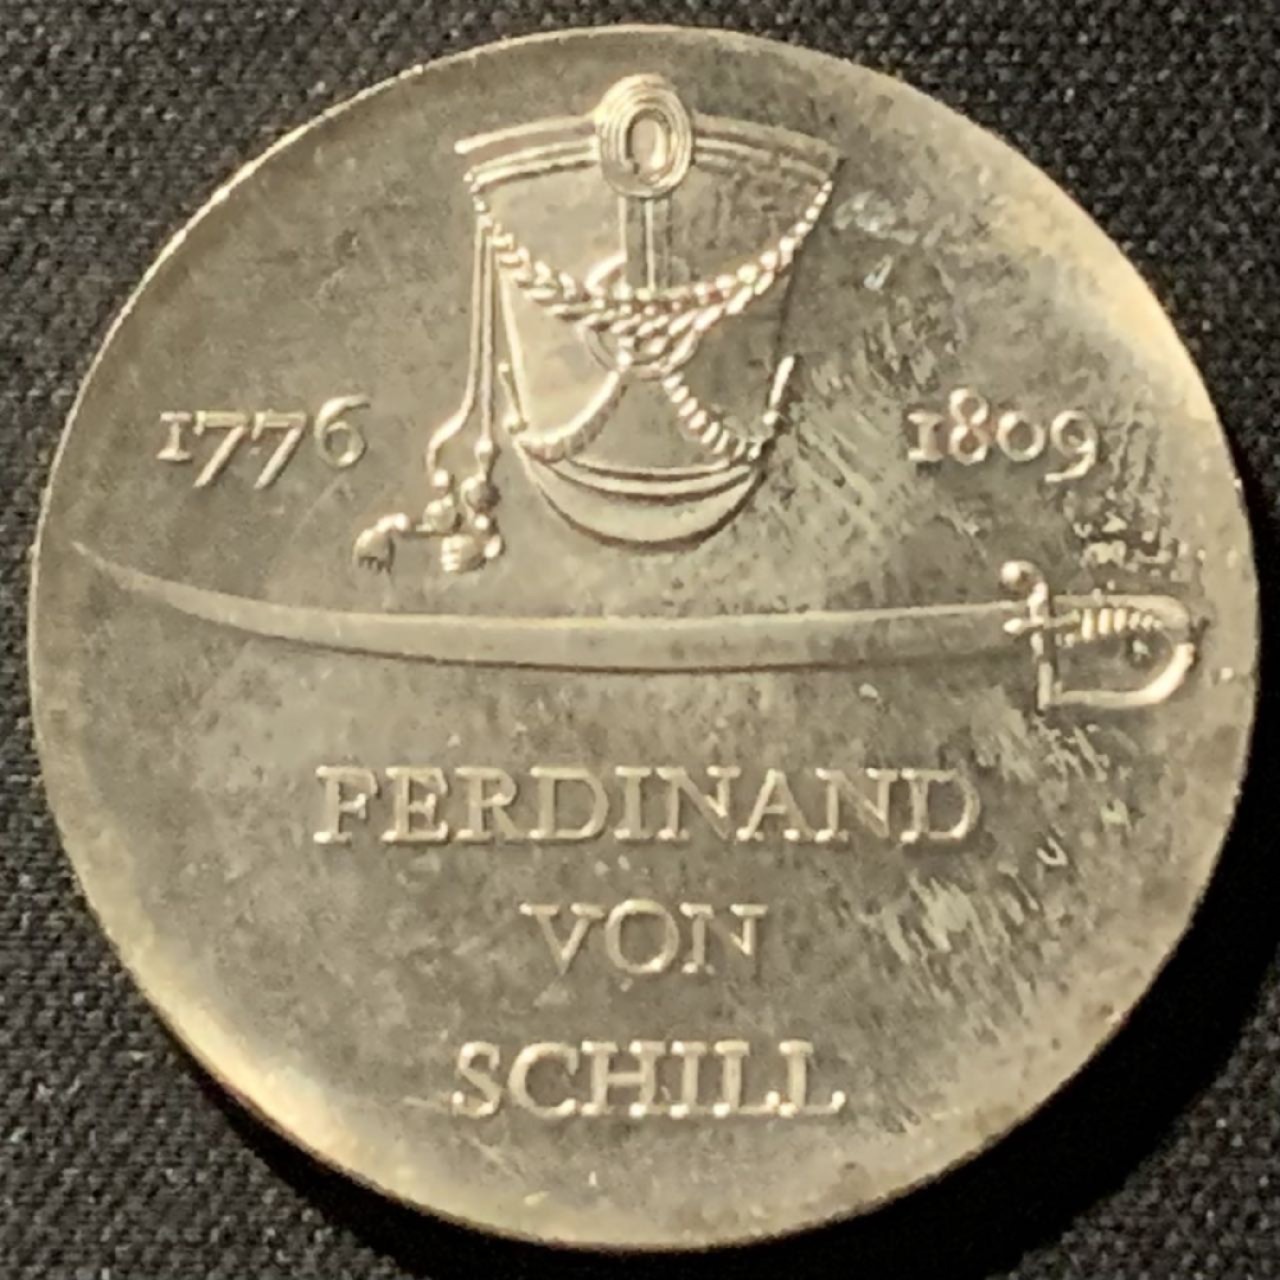 1776 1809
FERDINAND
VON
SCHILL